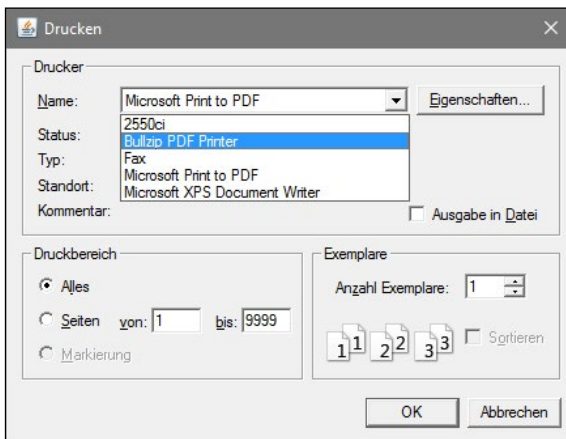 Drucken
Drucker
Name: Microsoft Print to PDF Eigenschaften...
2550ci
Status: Bullzip PDF Printer
Typ: Fax
Microsoft Print to PDF
Standort: Microsoft XPS Document Writer
Kommentar: Ausgabe in Datei
Druckbereich Exemplare
Alles Anzahl Exemplare: 1
Seiten von: 1 bis: 9999
1 1 2 2 3 3 Sortieren
Markierung
OK Abbrechen